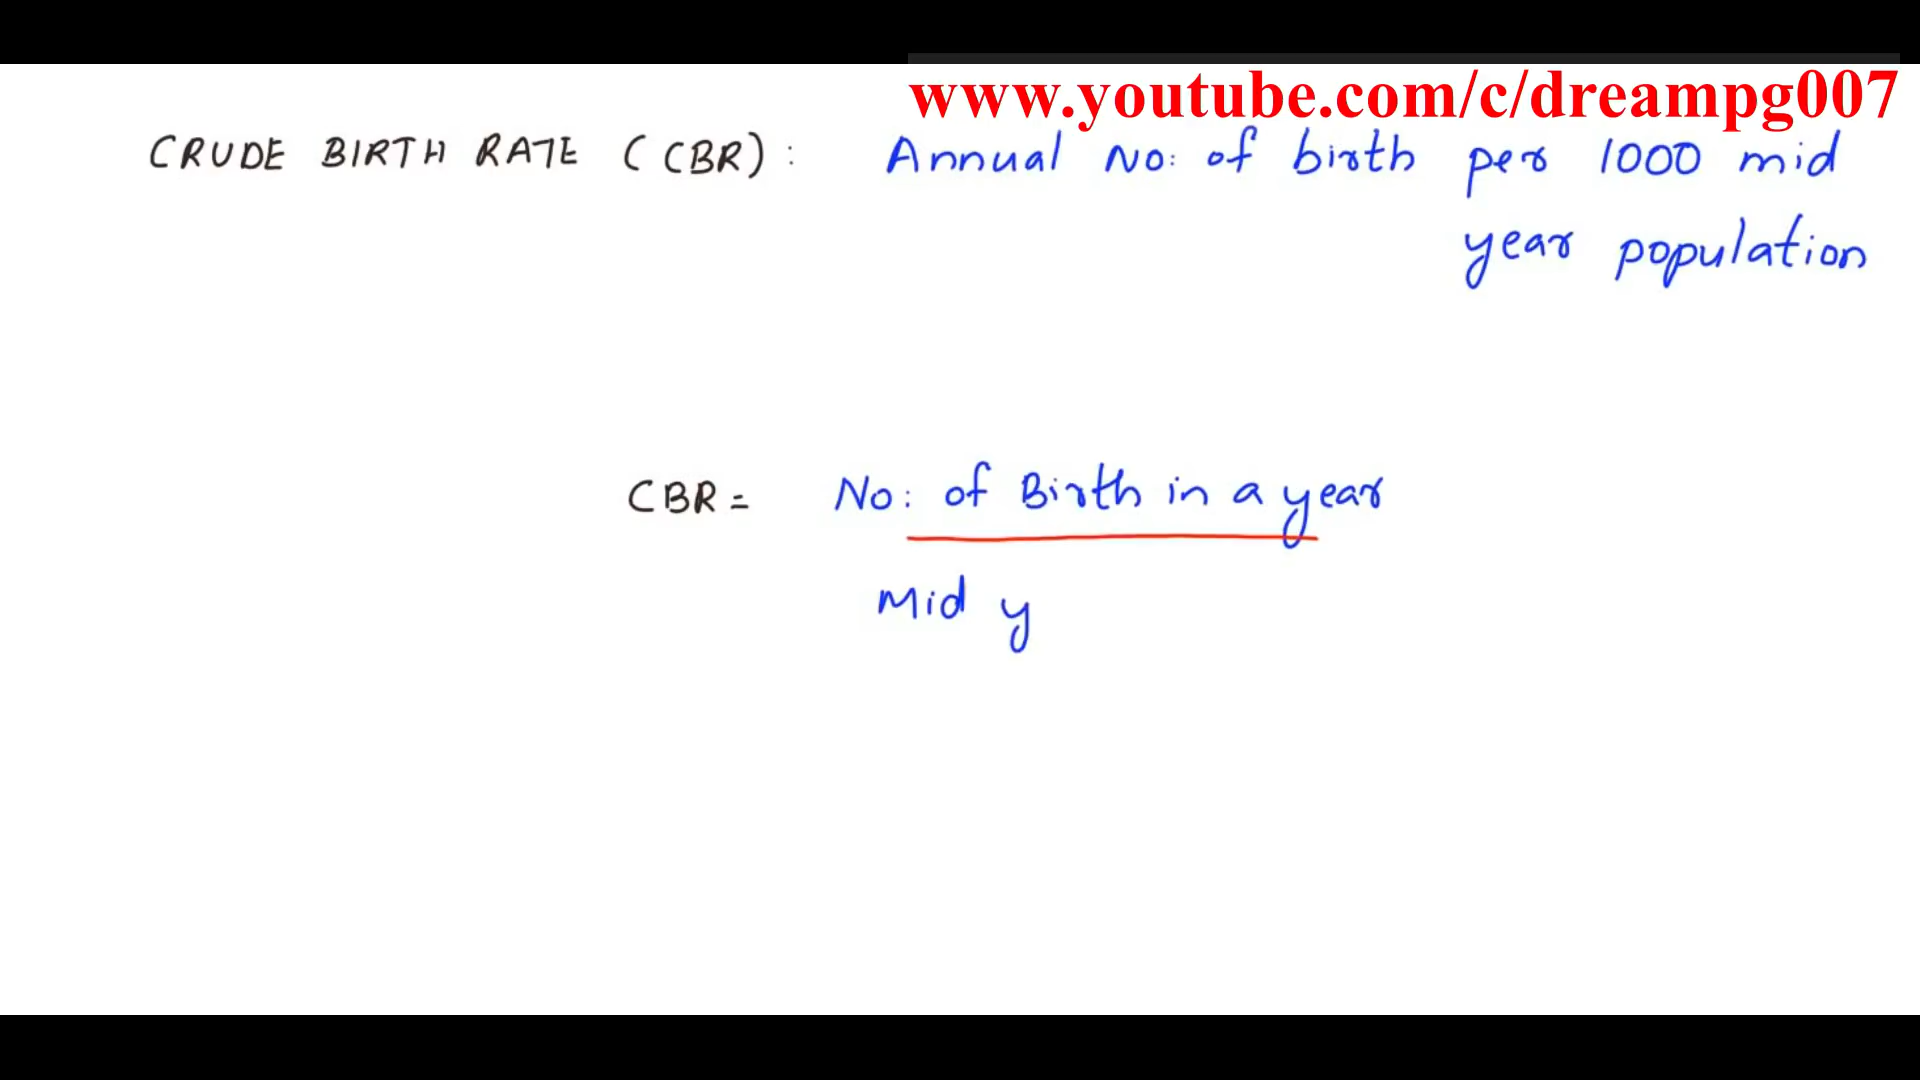 www.youtube.com/c/dreampg007
CRUDE BIRTH RATE (CBR): Annual No: of birth per 1000 mid
year population
CBR = No: of Birth in a year
Mid y